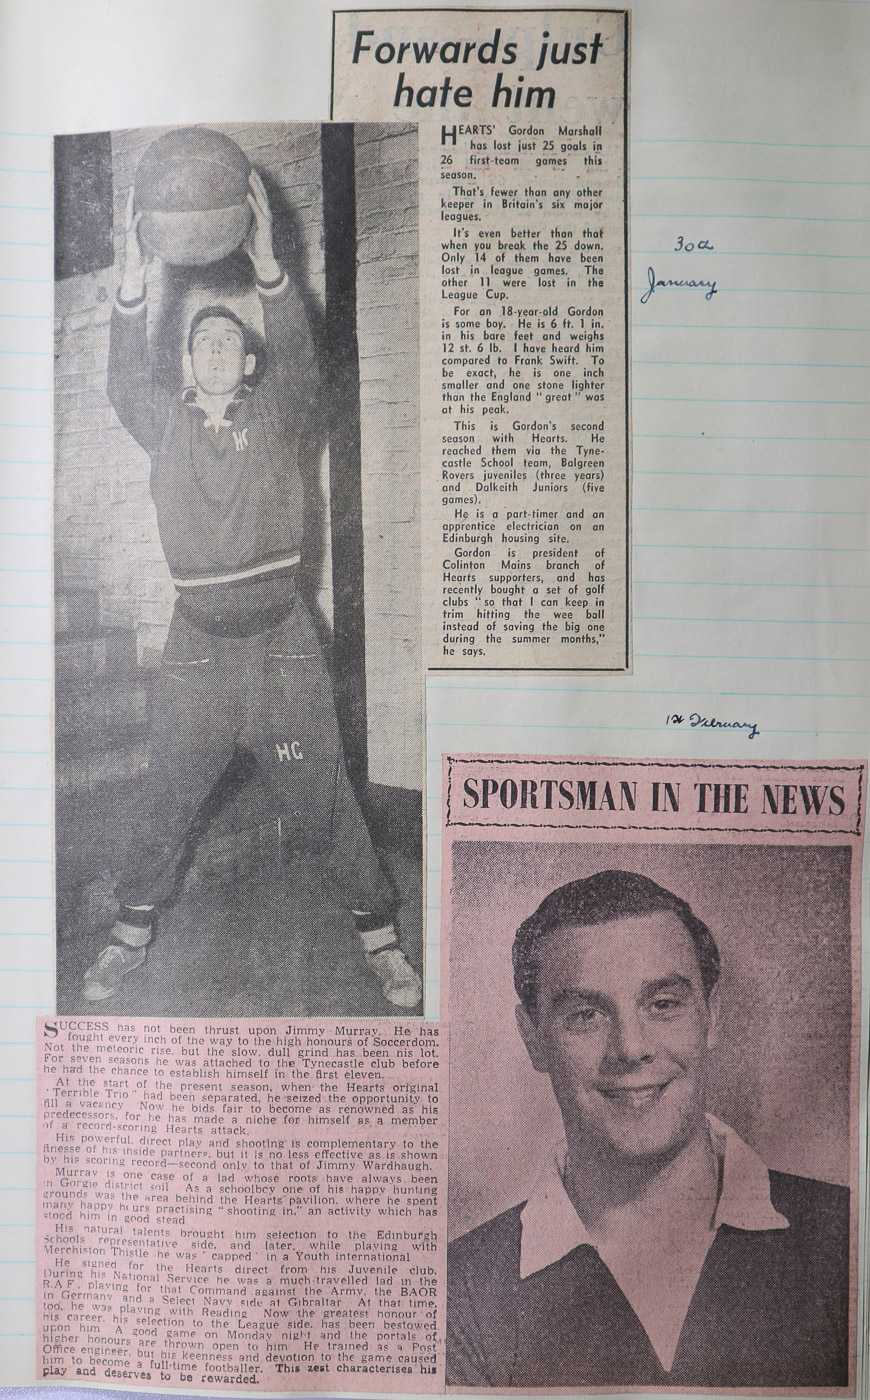 Forwards just
hate him
HEARTS' Gordon Marshall
has lost just 25 goals in
26 first-team games this
season.
That's fewer than any other
keeper in Britain's six major
leagues.
It's even better than that
when you break the 25 down.
Only 14 of them have been
lost in league games. The
other 11 were lost in the
League Cup.
For an 18-year-old Gordon
is some boy. He is 6 ft. 1 in.
in his bare feet and weighs
12 st. 6 lb. I have heard him
compared to Frank Swift. To
be exact, he is one inch
smaller and one stone lighter
than the England "great" was
at his peak.
This is Gordon's second
season with Hearts. He
reached them via the Tyne-
castle School team, Balgreen
Rovers juveniles (three years)
and Dalkeith Juniors (five
games).
He is a part-timer and an
apprentice electrician on an
Edinburgh housing site.
Gordon is president of
Colinton Mains branch of
Hearts supporters, and has
recently bought a set of golf
clubs "so that I can keep in
trim hitting the wee ball
instead of saving the big one
during the summer months,"
he says.
January
HG
1st February
SPORTSMAN IN THE NEWS
SUCCESS has not been thrust upon Jimmy Murray. He has
fought every inch of the way to the high honours of Soccerdom.
Not the meteoric rise, but the slow, dull grind has been his lot.
For seven seasons he was attached to the Tynecastle club before
he had the chance to establish himself in the first eleven.
At the start of the present season, when the Hearts original
"Terrible Trio" had been separated, he seized the opportunity to
fill a vacancy Now he bids fair to become as renowned as his
predecessors, for he has made a niche for himself as a member
of a record-scoring Hearts attack.
His powerful, direct play and shooting is complementary to the
finesse of his inside partners, but it is no less effective as is shown
by his scoring record—second only to that of Jimmy Wardhaugh.
Murray is one case of a lad whose roots have always been
in Gorgie district soil As a schoolboy one of his happy hunting
grounds was the area behind the Hearts pavilion, where he spent
many happy hours practising "shooting in," an activity which has
stood him in good stead
His natural talents brought him selection to the Edinburgh
Schools representative side, and later, while playing with
Merchiston Thistle he was 'capped' in a Youth international
He signed for the Hearts direct from his Juvenile club,
During his National Service he was a much-travelled lad in the
R.A.F. playing for that Command against the Army, the BAOR
in Germany and a Select Navy side at Gibraltar At that time,
too, he was playing with Reading Now the greatest honour of
his career, his selection to the League side, has been bestowed
upon him A good game on Monday night and the portals of
higher honours are thrown open to him He trained as a Post
Office engineer, but his keenness and devotion to the game caused
him to become a full-time footballer. This zest characterises his
play and deserves to be rewarded.